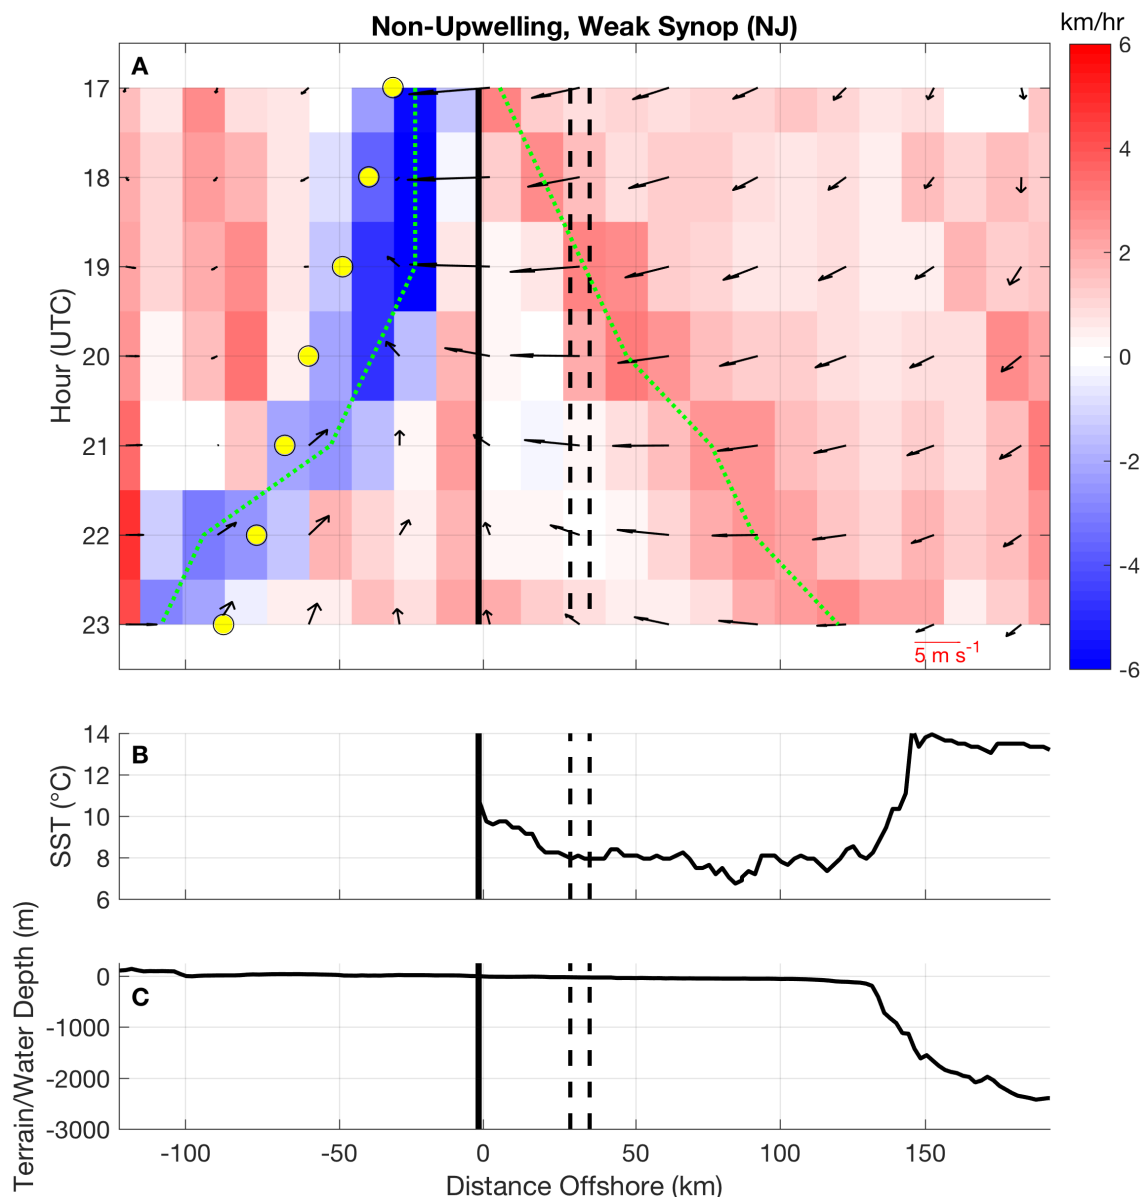 Non-Upwelling, Weak Synop (NJ)
km/hr
A
17
18
19
20
21
22
23
Hour (UTC)
5 m s-1
6
4
2
0
-2
-4
-6
B
14
12
10
8
6
SST (°C)
C
0
-1000
-2000
-3000
Terrain/Water Depth (m)
-100 -50 0 50 100 150
Distance Offshore (km)